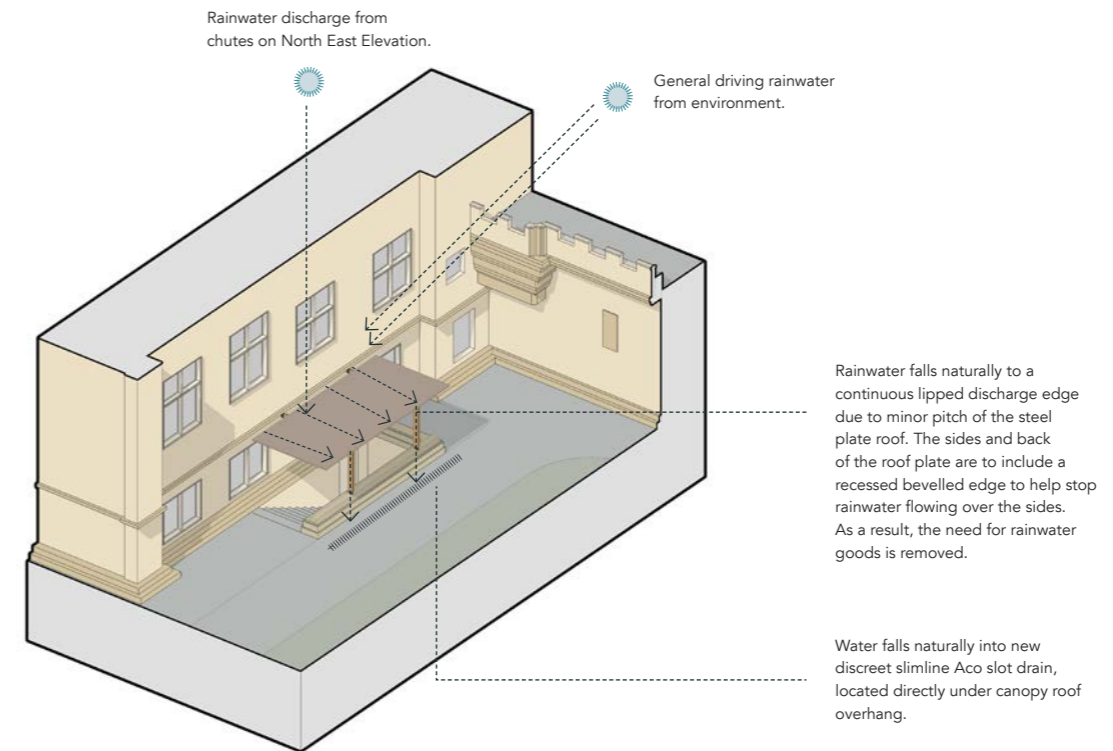 Rainwater discharge from
chutes on North East Elevation.
General driving rainwater
from environment.
Rainwater falls naturally to a
continuous lipped discharge edge
due to minor pitch of the steel
plate roof. The sides and back
of the roof plate are to include a
recessed bevelled edge to help stop
rainwater flowing over the sides.
As a result, the need for rainwater
goods is removed.
Water falls naturally into new
discreet slimline Aco slot drain,
located directly under canopy roof
overhang.